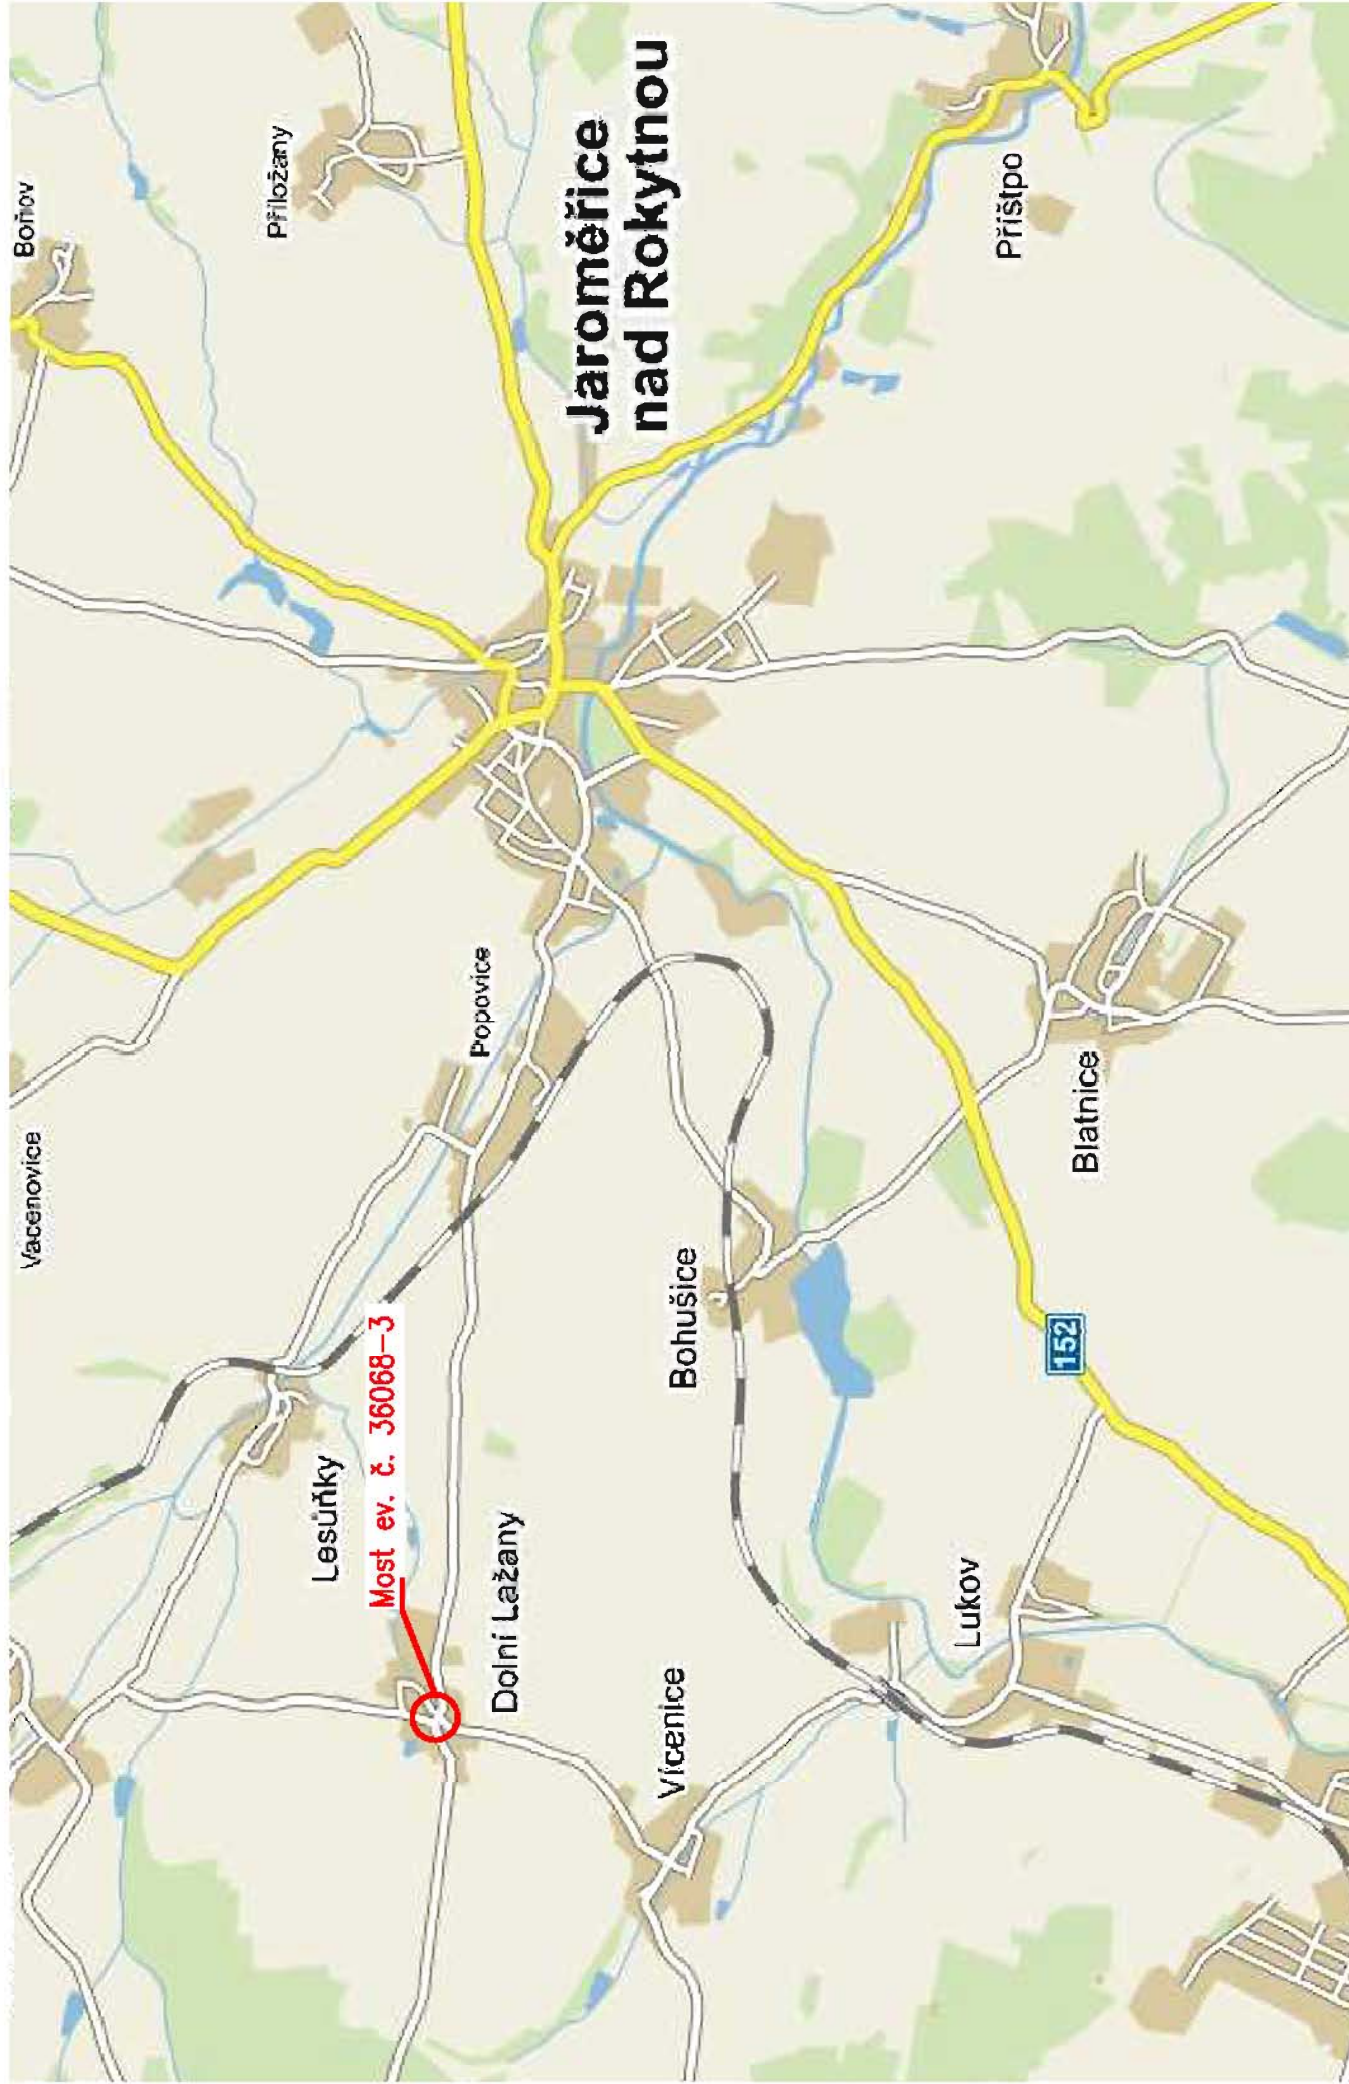 Vacenovice
Boňov
Příložany
Lesůňky
Most ev. č. 36068-3
Popovice
Dolní Lažany
Jaroměřice
nad Rokytnou
Vícenice
Bohušice
Lukov
Příštpo
152
Blatnice